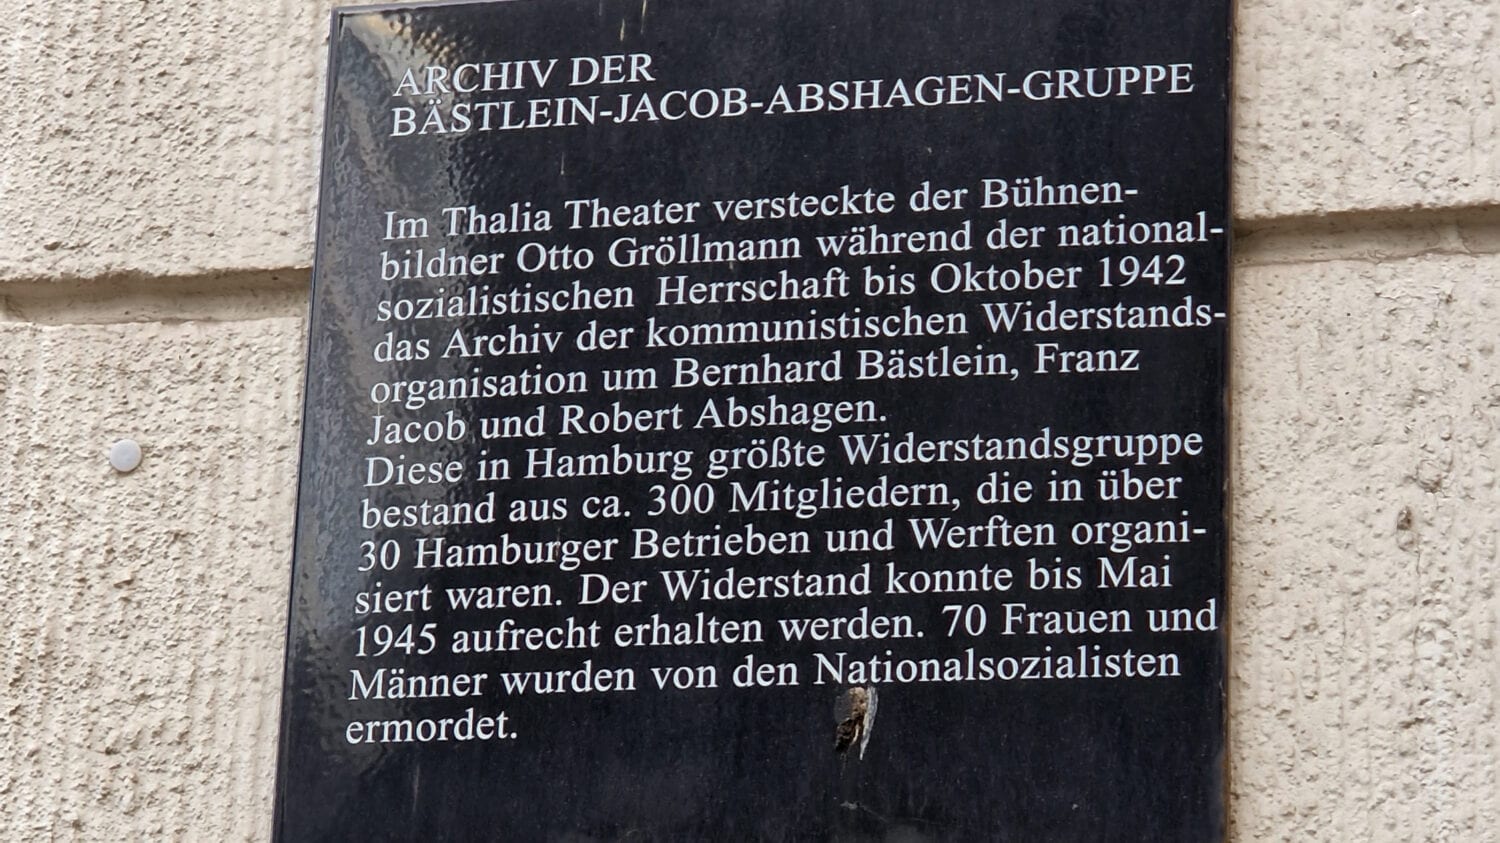 ARCHIV DER
BÄSTLEIN-JACOB-ABSHAGEN-GRUPPE
Im Thalia Theater versteckte der Bühnen-
bildner Otto Gröllmann während der national-
sozialistischen Herrschaft bis Oktober 1942
das Archiv der kommunistischen Widerstands-
organisation um Bernhard Bästlein, Franz
Jacob und Robert Abshagen.
Diese in Hamburg größte Widerstandsgruppe
bestand aus ca. 300 Mitgliedern, die in über
30 Hamburger Betrieben und Werften organi-
siert waren. Der Widerstand konnte bis Mai
1945 aufrecht erhalten werden. 70 Frauen und
Männer wurden von den Nationalsozialisten
ermordet.